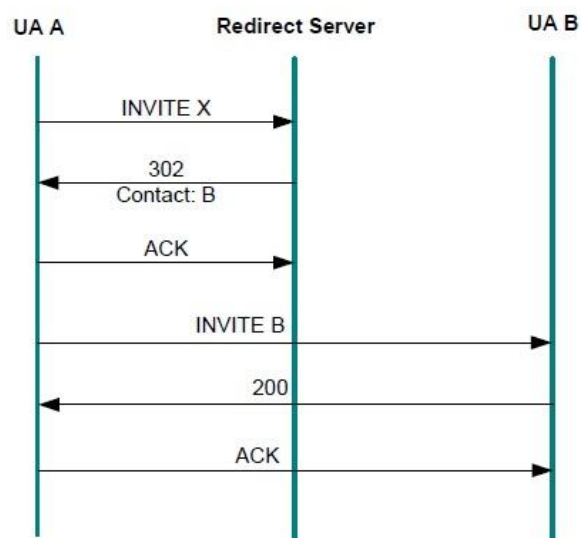 UA A
Redirect Server
UA B
INVITE X
302
Contact: B
ACK
INVITE B
200
ACK